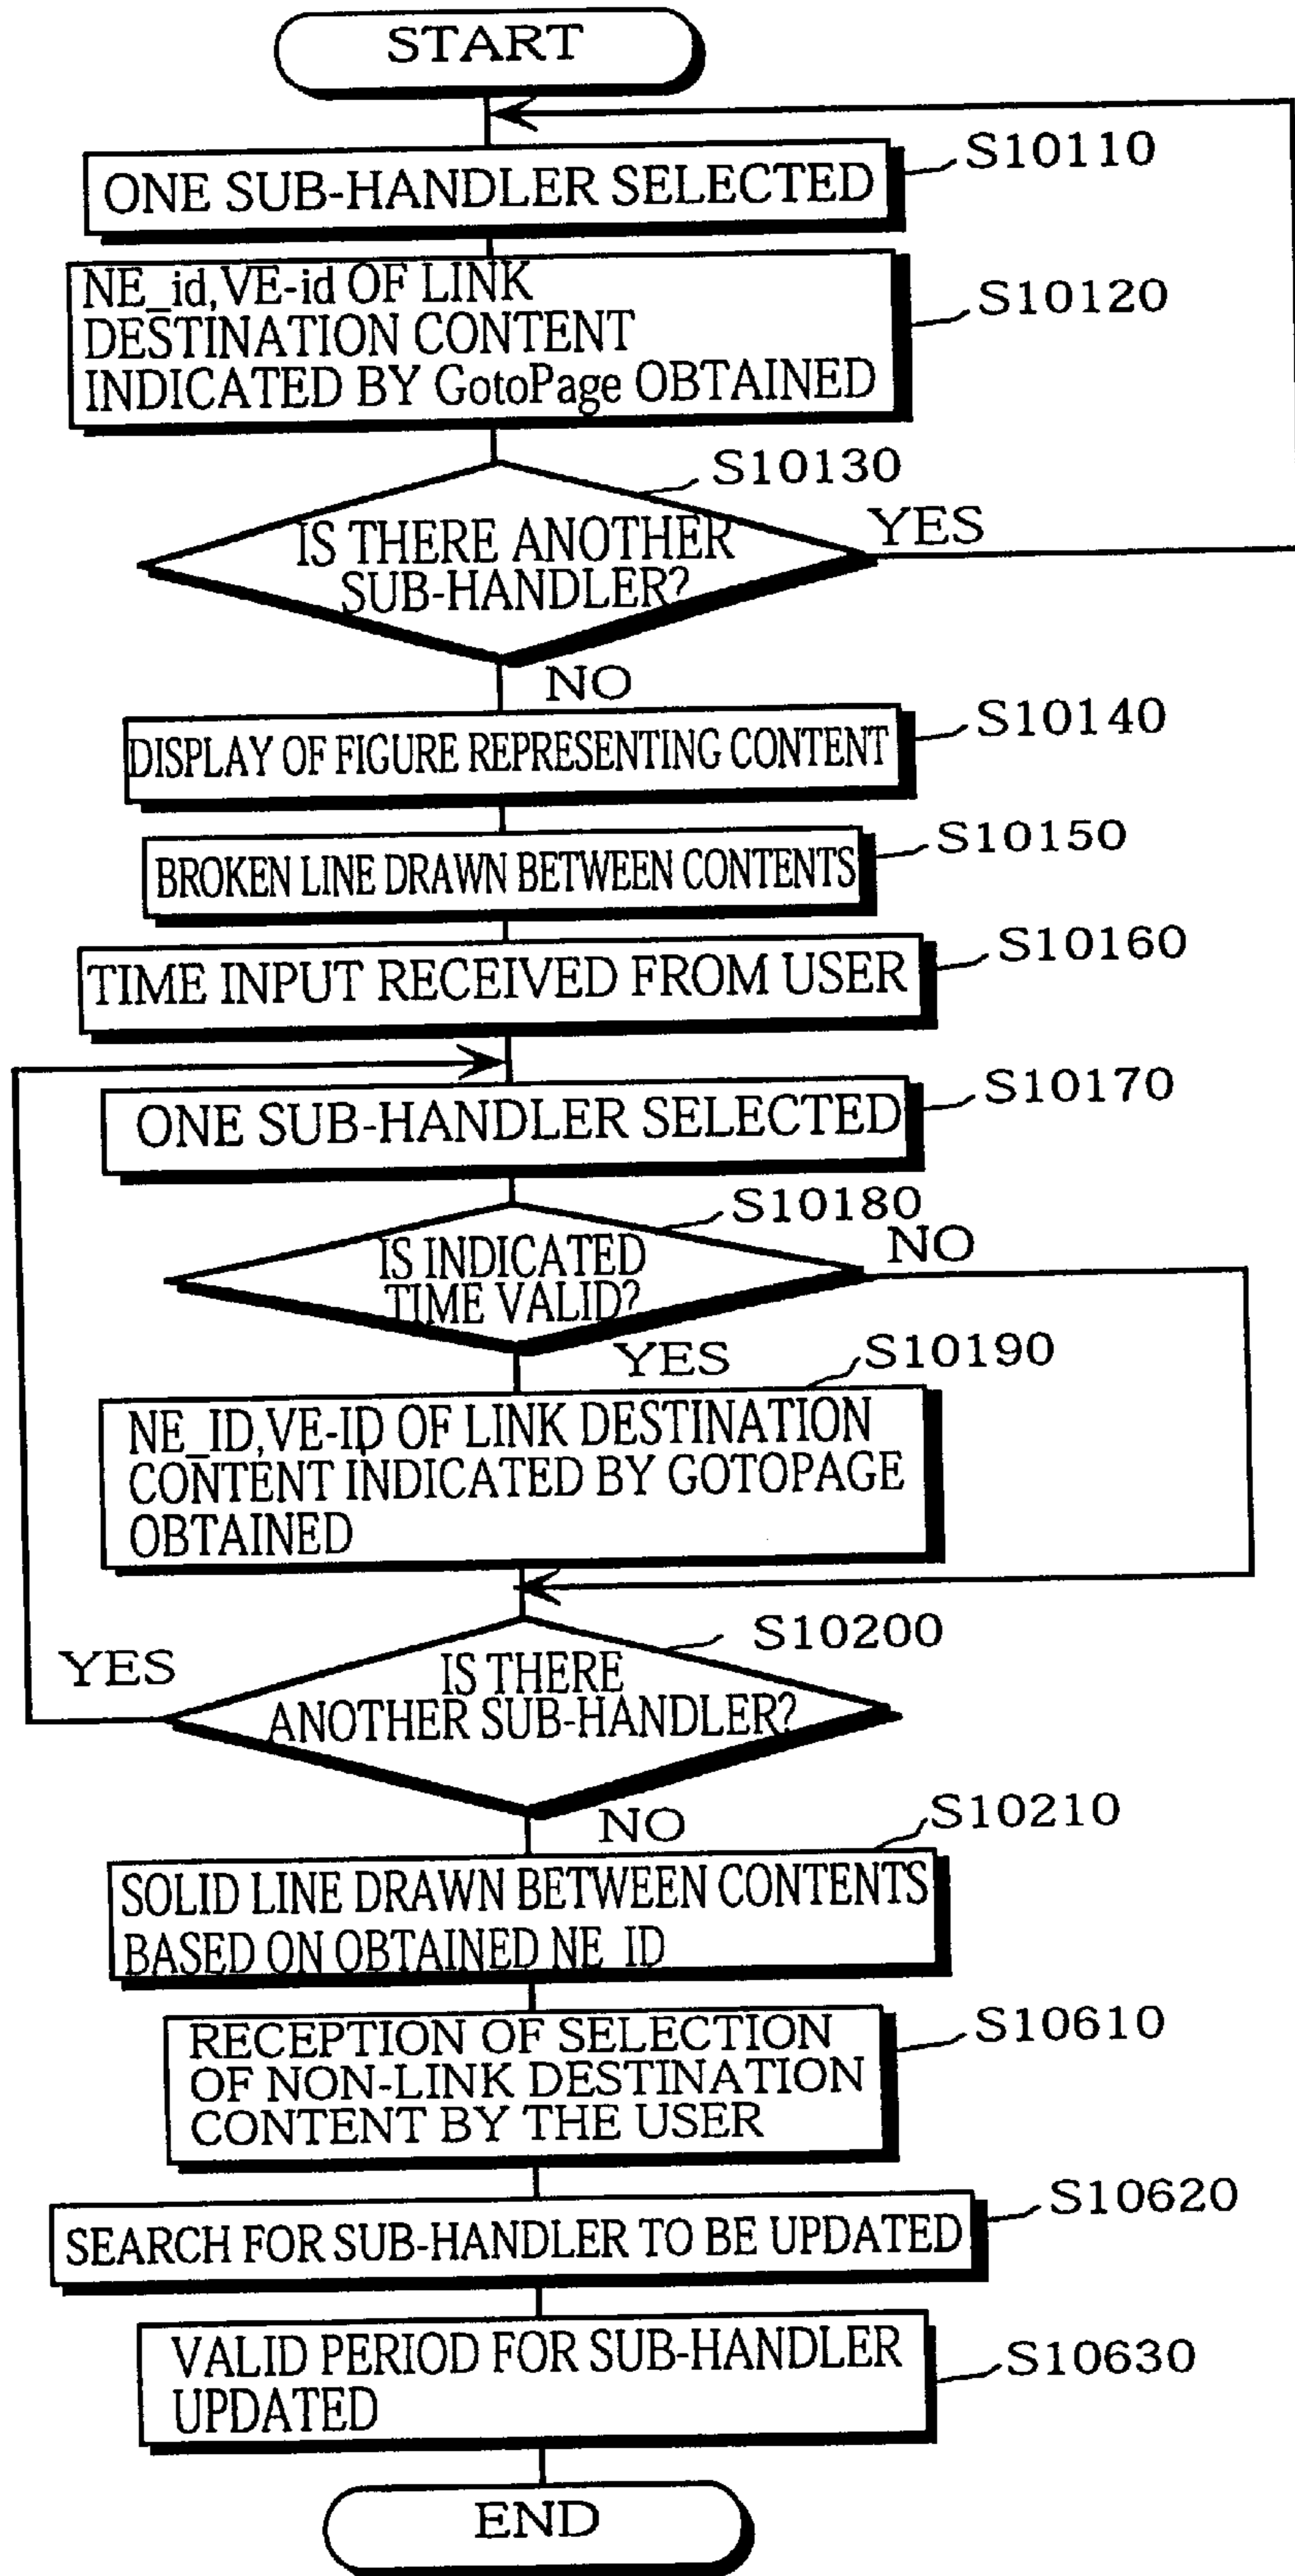 START
S10110
ONE SUB-HANDLER SELECTED
NE_id,VE-id OF LINK
DESTINATION CONTENT
INDICATED BY GotoPage OBTAINED
S10120
S10130
IS THERE ANOTHER
SUB-HANDLER?
YES
NO
S10140
DISPLAY OF FIGURE REPRESENTING CONTENT
S10150
BROKEN LINE DRAWN BETWEEN CONTENTS
S10160
TIME INPUT RECEIVED FROM USER
S10170
ONE SUB-HANDLER SELECTED
S10180
IS INDICATED
TIME VALID?
NO
YES
S10190
NE_ID,VE-ID OF LINK DESTINATION
CONTENT INDICATED BY GOTOPAGE
OBTAINED
S10200
IS THERE
ANOTHER SUB-HANDLER?
YES
NO
S10210
SOLID LINE DRAWN BETWEEN CONTENTS
BASED ON OBTAINED NE_ID
S10610
RECEPTION OF SELECTION
OF NON-LINK DESTINATION
CONTENT BY THE USER
S10620
SEARCH FOR SUB-HANDLER TO BE UPDATED
S10630
VALID PERIOD FOR SUB-HANDLER
UPDATED
END